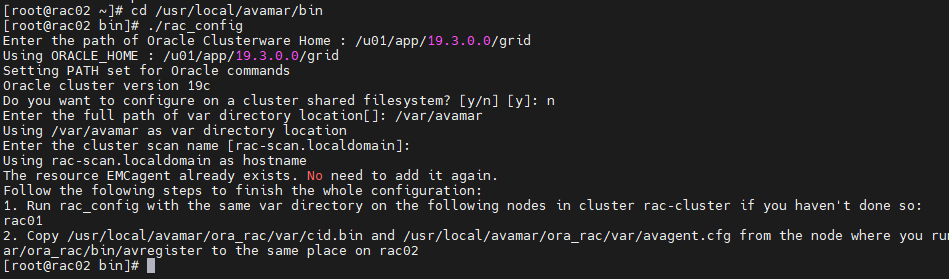 [root@rac02 ~]# cd /usr/local/avamar/bin
[root@rac02 bin]# ./rac_config
Enter the path of Oracle Clusterware Home : /u01/app/19.3.0.0/grid
Using ORACLE_HOME : /u01/app/19.3.0.0/grid
Setting PATH set for Oracle commands
Oracle cluster version 19c
Do you want to configure on a cluster shared filesystem? [y/n] [y]: n
Enter the full path of var directory location[]: /var/avamar
Using /var/avamar as var directory location
Enter the cluster scan name [rac-scan.localdomain]:
Using rac-scan.localdomain as hostname
The resource EMCagent already exists. No need to add it again.
Follow the following steps to finish the whole configuration:
1. Run rac_config with the same var directory on the following nodes in cluster rac-cluster if you haven't done so:
rac01
2. Copy /usr/local/avamar/ora_rac/var/cid.bin and /usr/local/avamar/ora_rac/var/avagent.cfg from the node where you run
ar/ora_rac/bin/avregister to the same place on rac02
[root@rac02 bin]#